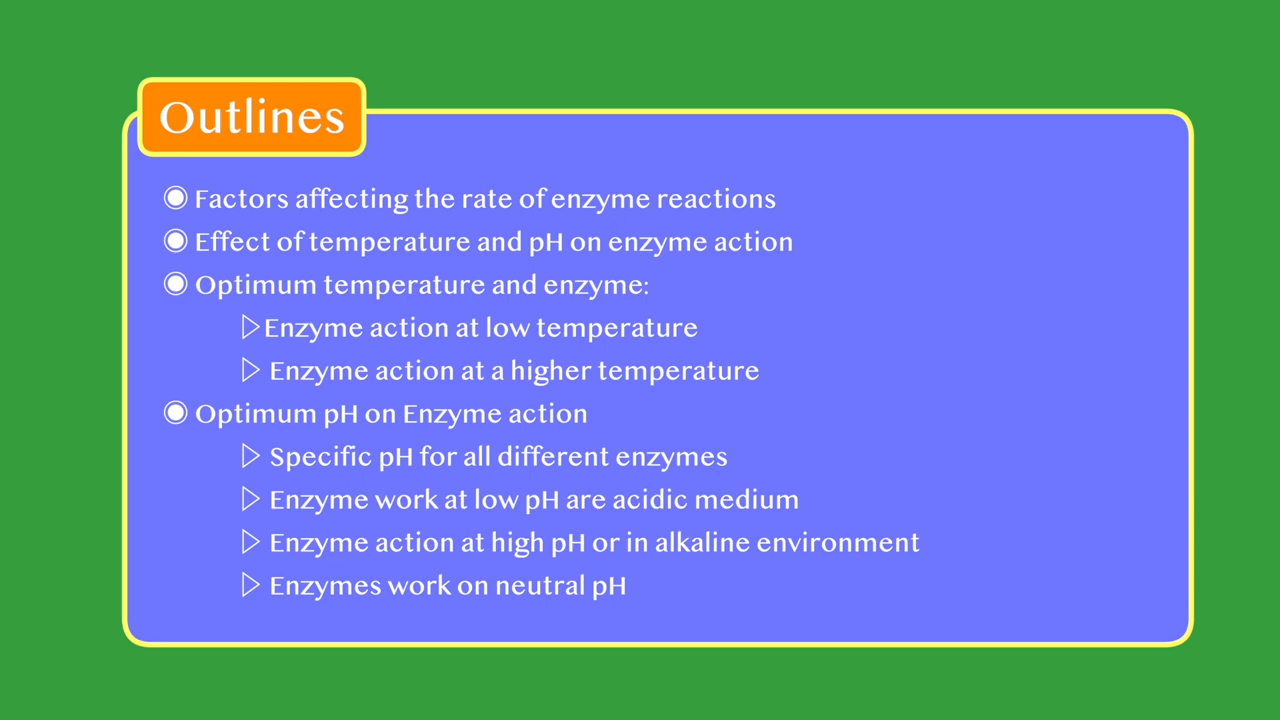 Outlines
◉ Factors affecting the rate of enzyme reactions
◉ Effect of temperature and pH on enzyme action
◉ Optimum temperature and enzyme:
▷Enzyme action at low temperature
▷ Enzyme action at a higher temperature
◉ Optimum pH on Enzyme action
▷ Specific pH for all different enzymes
▷ Enzyme work at low pH are acidic medium
▷ Enzyme action at high pH or in alkaline environment
▷ Enzymes work on neutral pH